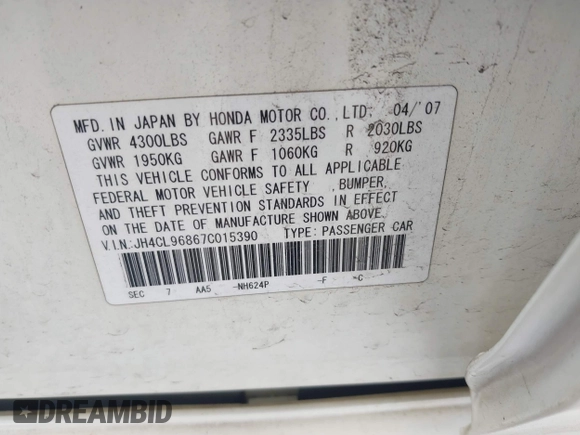 MFD. IN JAPAN BY HONDA MOTOR CO., LTD. 04/'07
GVWR 4300LBS GAWR F 2335LBS R 2030LBS
GVWR 1950KG GAWR F 1060KG R 920KG
THIS VEHICLE CONFORMS TO ALL APPLICABLE
FEDERAL MOTOR VEHICLE SAFETY ,BUMPER,
AND THEFT PREVENTION STANDARDS IN EFFECT
ON THE DATE OF MANUFACTURE SHOWN ABOVE.
V.I.N:JH4CL96867C015390 TYPE: PASSENGER CAR
SEC 7 AA5 -NH624P -F -C
DREAMBID